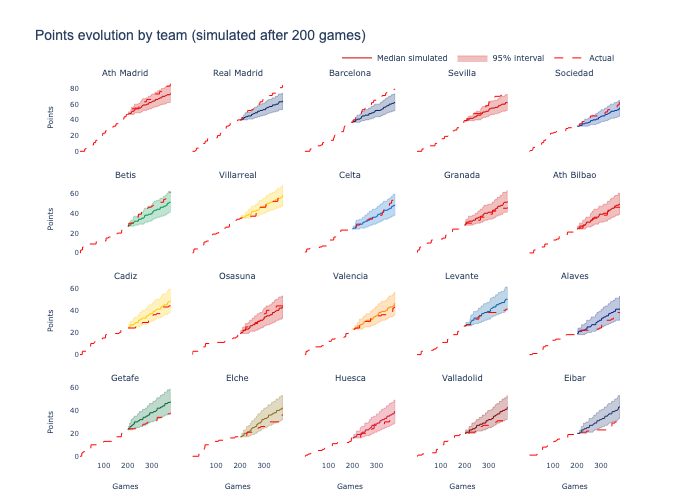 Points evolution by team (simulated after 200 games)
Median simulated 95% interval Actual
Ath Madrid Real Madrid Barcelona Sevilla Sociedad
80
60
40
20
0
Points
Betis Villarreal Celta Granada Ath Bilbao
60
40
20
0
Points
Cadiz Osasuna Valencia Levante Alaves
60
40
20
0
Points
Getafe Elche Huesca Valladolid Eibar
60
40
20
0
Points
100 200 300 100 200 300 100 200 300 100 200 300 100 200 300
Games Games Games Games Games